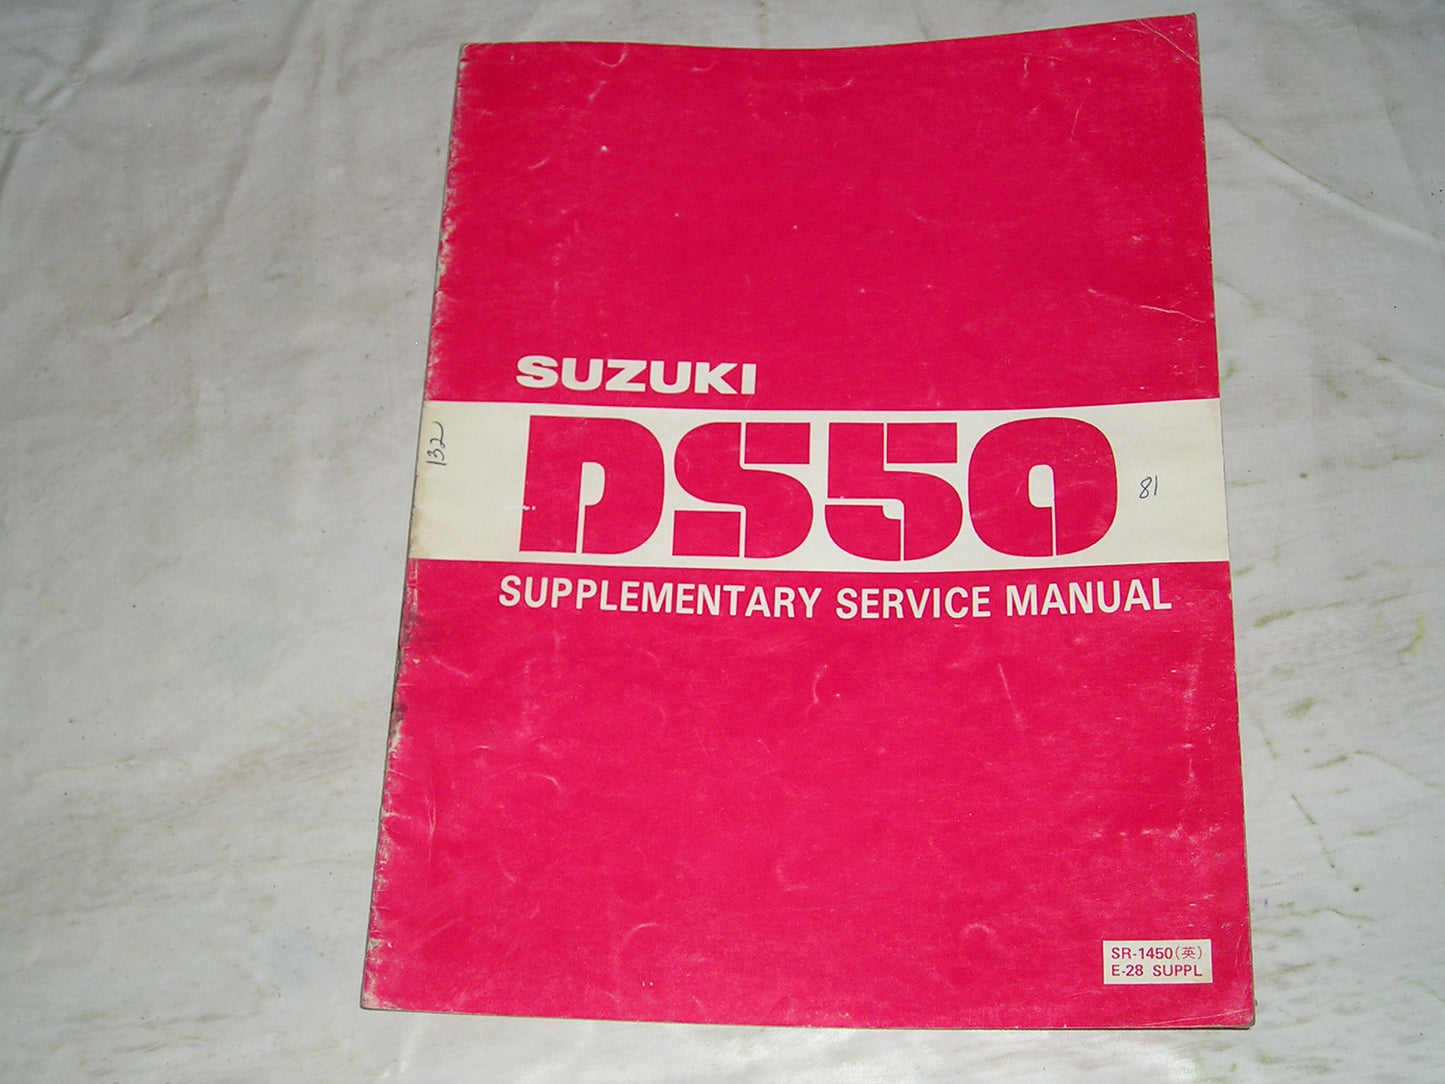 SUZUKI
132
DS50
81
SUPPLEMENTARY SERVICE MANUAL
SR-1450(英)
E-28 SUPPL